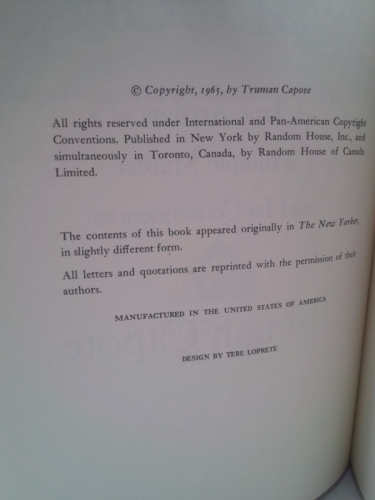 © Copyright, 1965, by Truman Capote
All rights reserved under International and Pan-American Copyright
Conventions. Published in New York by Random House, Inc., and
simultaneously in Toronto, Canada, by Random House of Canada
Limited.
The contents of this book appeared originally in The New Yorker,
in slightly different form.
All letters and quotations are reprinted with the permission of their
authors.
MANUFACTURED IN THE UNITED STATES OF AMERICA
DESIGN BY TERE LOPRETE